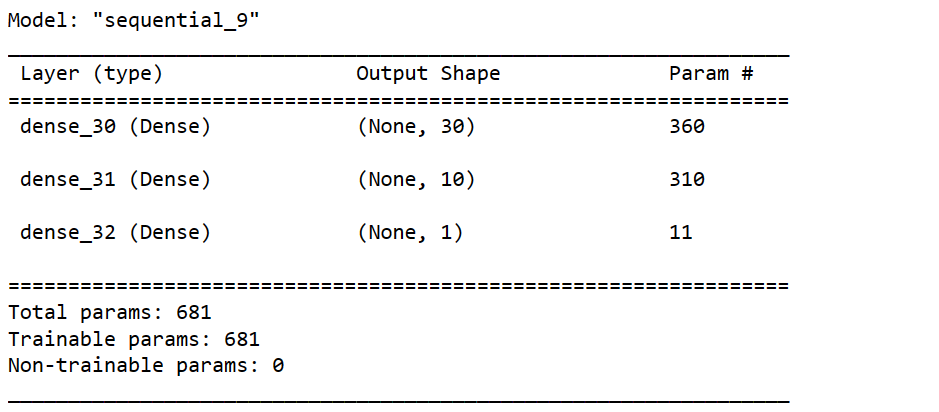 Model: "sequential_9"
_________________________________________________________________
Layer (type) Output Shape Param #
=================================================================
dense_30 (Dense) (None, 30) 360
dense_31 (Dense) (None, 10) 310
dense_32 (Dense) (None, 1) 11
=================================================================
Total params: 681
Trainable params: 681
Non-trainable params: 0
_________________________________________________________________